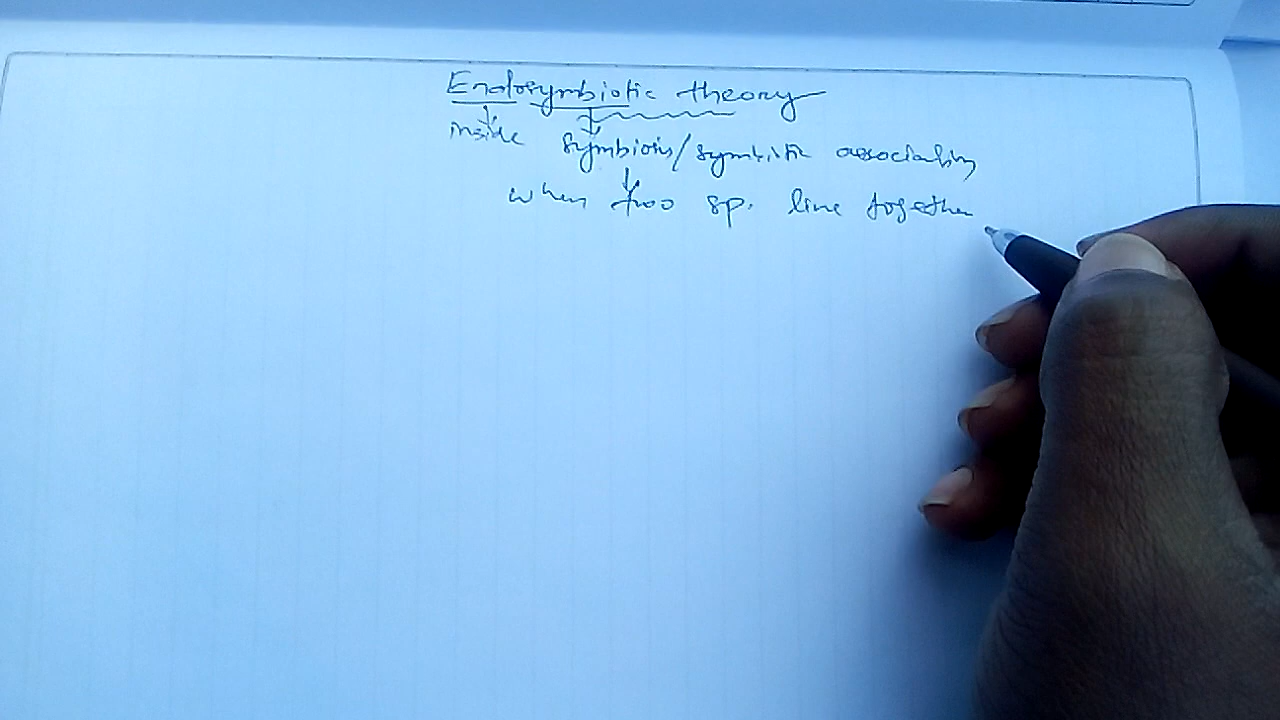 Endosymbiotic theory
inside symbiosis/symbiotic association
when two sp. live together